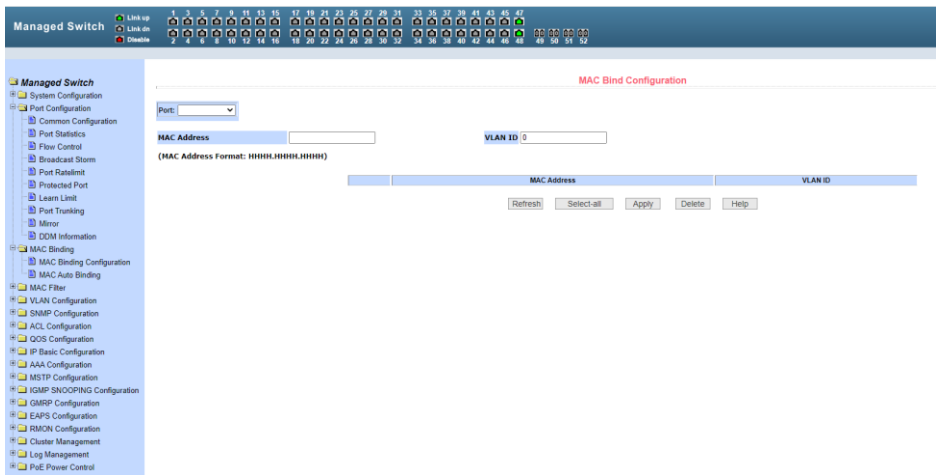 Managed Switch
Link up
Link dn
Disable
1 3 5 7 9 11 13 15 17 19 21 23 25 27 29 31 33 35 37 39 41 43 45 47
2 4 6 8 10 12 14 16 18 20 22 24 26 28 30 32 34 36 38 40 42 44 46 48 49 50 51 52
Managed Switch
System Configuration
Port Configuration
Common Configuration
Port Statistics
Flow Control
Broadcast Storm
Port Ratelimit
Protected Port
Learn Limit
Port Trunking
Mirror
DDM Information
MAC Binding
MAC Binding Configuration
MAC Auto Binding
MAC Filter
VLAN Configuration
SNMP Configuration
ACL Configuration
QOS Configuration
IP Basic Configuration
AAA Configuration
MSTP Configuration
IGMP SNOOPING Configuration
GMRP Configuration
EAPS Configuration
RMON Configuration
Cluster Management
Log Management
PoE Power Control
MAC Bind Configuration
Port:
MAC Address VLAN ID 0
(MAC Address Format: HHHH.HHHH.HHHH)
MAC Address VLAN ID
Refresh Select-all Apply Delete Help